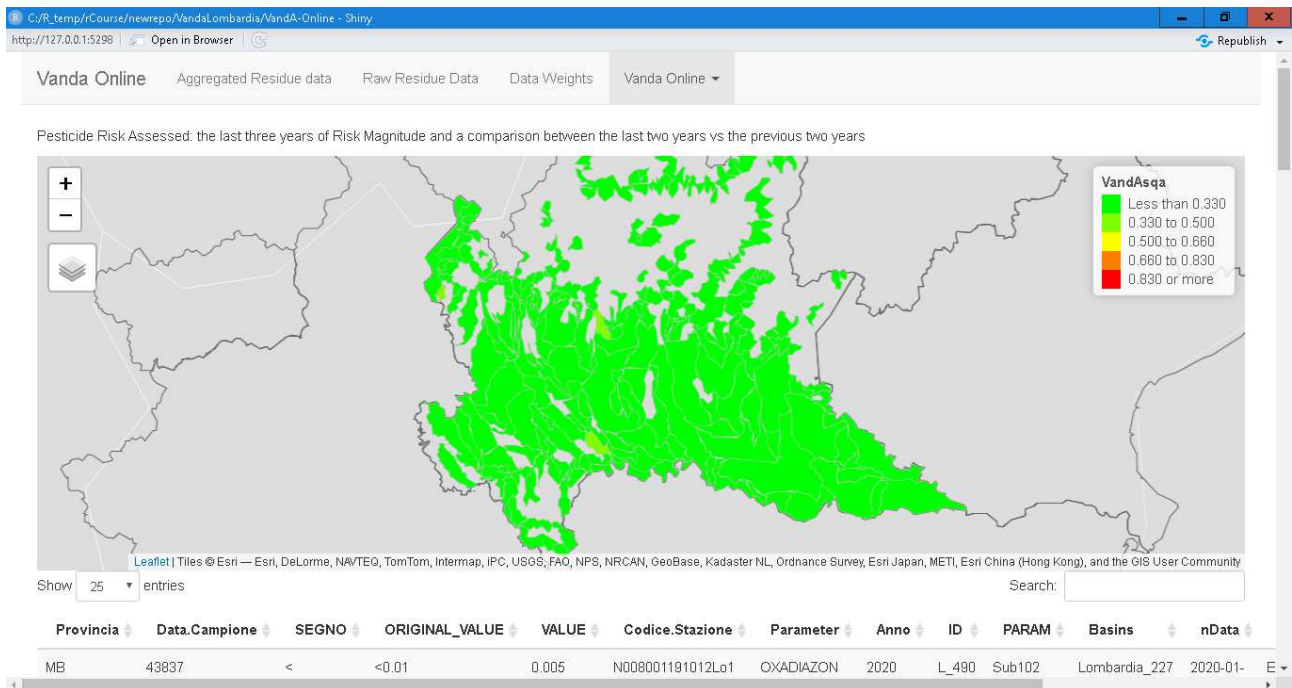 C:/R_temp/rCourse/newrepo/VandaLombardia/VandA-Online - Shiny
http://127.0.0.1:5298 Open in Browser Republish
Vanda Online Aggregated Residue data Raw Residue Data Data Weights Vanda Online
Pesticide Risk Assessed: the last three years of Risk Magnitude and a comparison between the last two years vs the previous two years
+
−
VandAsqa
Less than 0.330
0.330 to 0.500
0.500 to 0.660
0.660 to 0.830
0.830 or more
Leaflet | Tiles © Esri — Esri, DeLorme, NAVTEQ, TomTom, Intermap, iPC, USGS, FAO, NPS, NRCAN, GeoBase, Kadaster NL, Ordnance Survey, Esri Japan, METI, Esri China (Hong Kong), and the GIS User Community
Show 25 entries Search:
Provincia Data.Campione SEGNO ORIGINAL_VALUE VALUE Codice.Stazione Parameter Anno ID PARAM Basins nData
MB 43837 < <0.01 0.005 N008001191012Lo1 OXADIAZON 2020 L_490 Sub102 Lombardia_227 2020-01- E